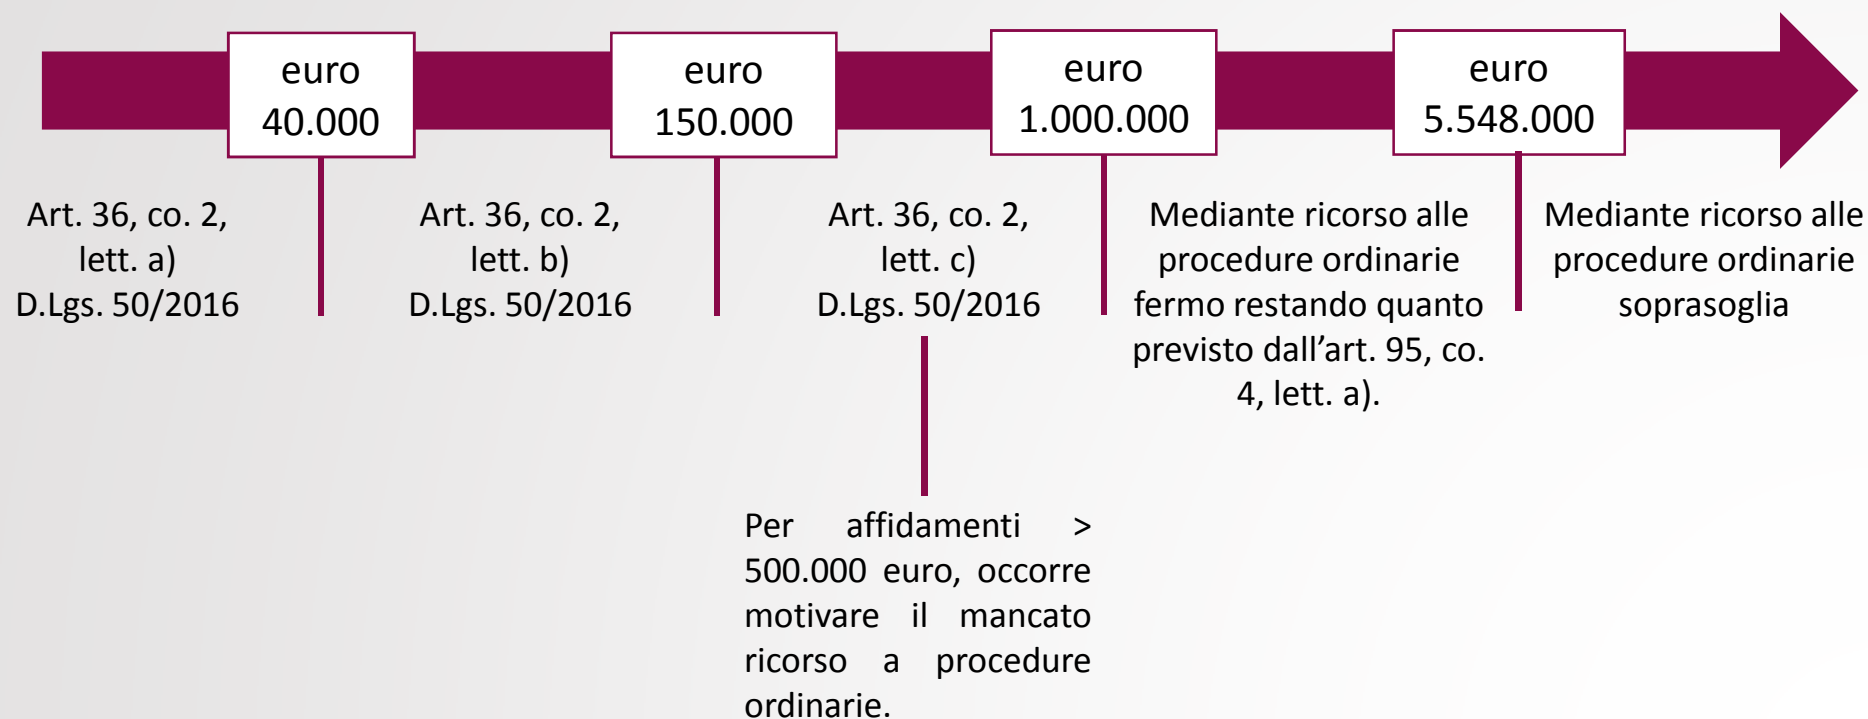 euro
40.000
euro
150.000
euro
1.000.000
euro
5.548.000
Art. 36, co. 2,
lett. a)
D.Lgs. 50/2016
Art. 36, co. 2,
lett. b)
D.Lgs. 50/2016
Art. 36, co. 2,
lett. c)
D.Lgs. 50/2016
Mediante ricorso alle
procedure ordinarie
fermo restando quanto
previsto dall’art. 95, co.
4, lett. a).
Mediante ricorso alle
procedure ordinarie
soprasoglia
Per affidamenti >
500.000 euro, occorre
motivare il mancato
ricorso a procedure
ordinarie.